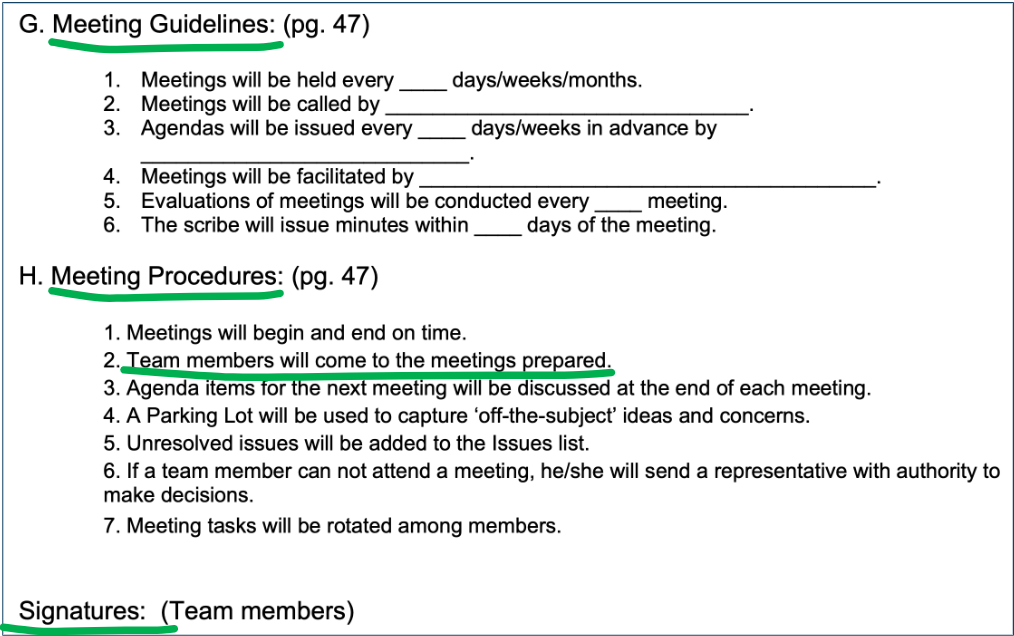 G. Meeting Guidelines: (pg. 47)
1. Meetings will be held every ____ days/weeks/months.
2. Meetings will be called by ________________________________.
3. Agendas will be issued every ____ days/weeks in advance by
_____________________________.
4. Meetings will be facilitated by ________________________________________.
5. Evaluations of meetings will be conducted every ____ meeting.
6. The scribe will issue minutes within ____ days of the meeting.
H. Meeting Procedures: (pg. 47)
1. Meetings will begin and end on time.
2. Team members will come to the meetings prepared.
3. Agenda items for the next meeting will be discussed at the end of each meeting.
4. A Parking Lot will be used to capture ‘off-the-subject’ ideas and concerns.
5. Unresolved issues will be added to the Issues list.
6. If a team member can not attend a meeting, he/she will send a representative with authority to
make decisions.
7. Meeting tasks will be rotated among members.
Signatures: (Team members)